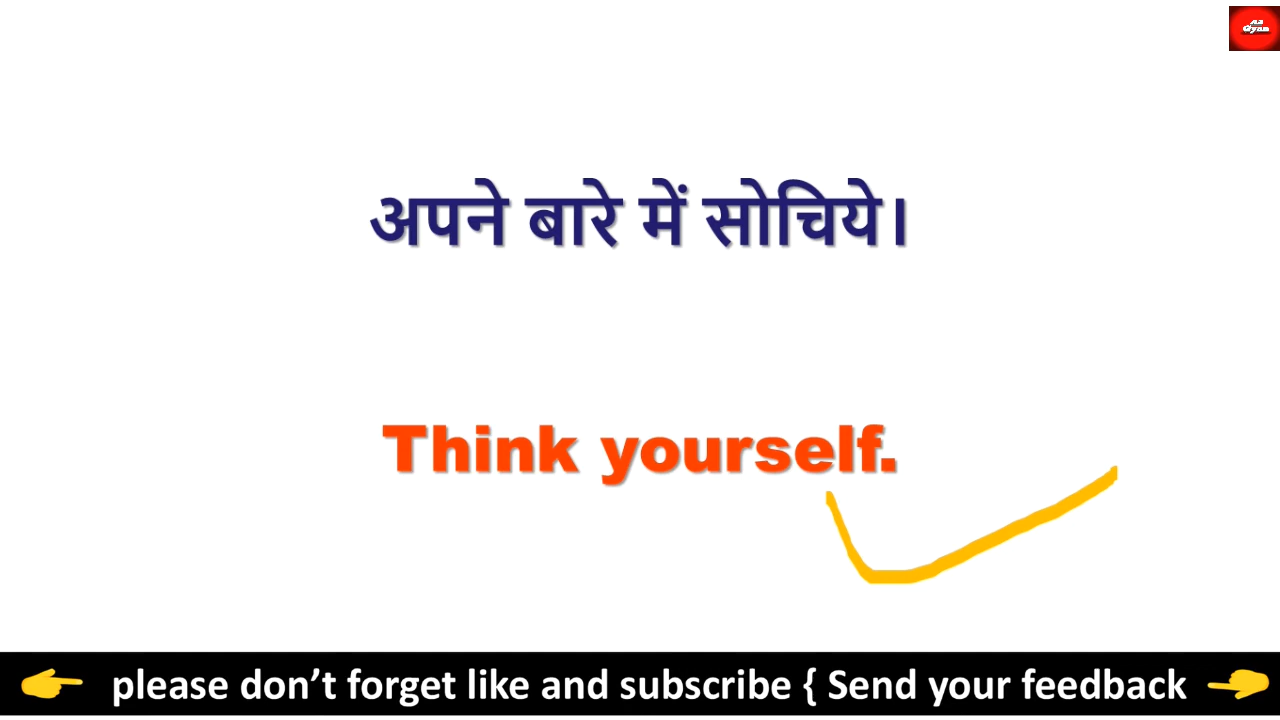 अपने बारे में सोचिये।
Think yourself.
please don’t forget like and subscribe { Send your feedback